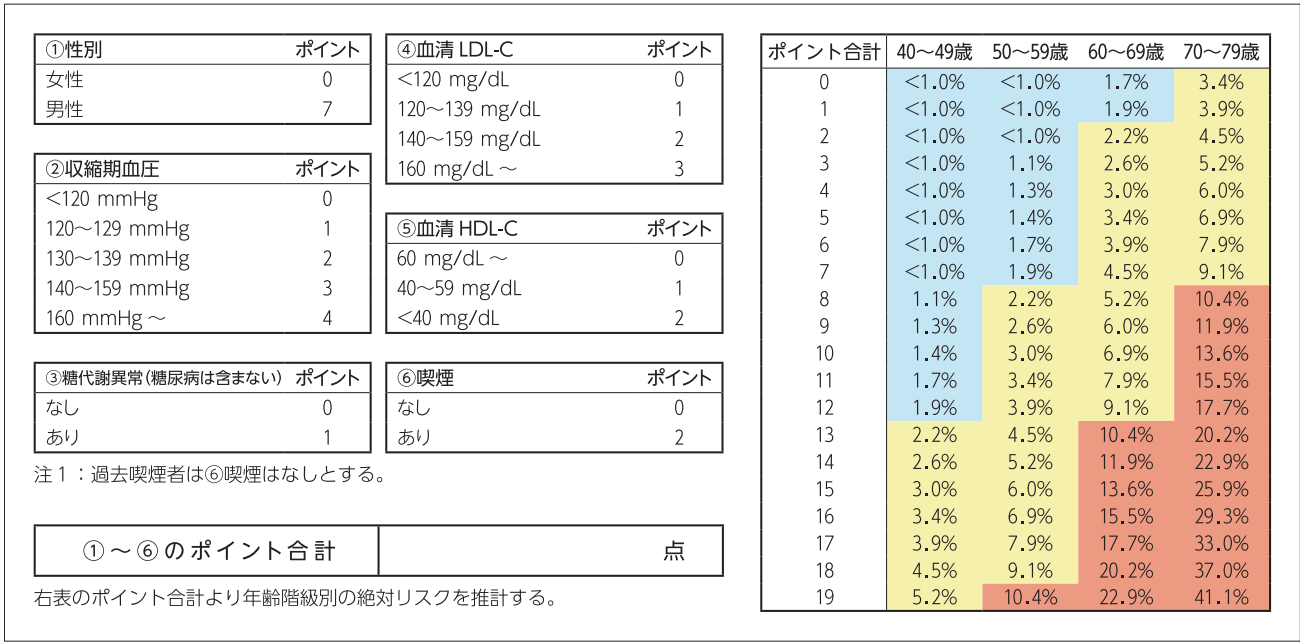 ①性別 ポイント
女性 0
男性 7
②収縮期血圧 ポイント
<120 mmHg 0
120～129 mmHg 1
130～139 mmHg 2
140～159 mmHg 3
160 mmHg～ 4
③糖代謝異常(糖尿病は含まない) ポイント
なし 0
あり 1
注1：過去喫煙者は⑥喫煙はなしとする。
④血清 LDL-C ポイント
<120 mg/dL 0
120～139 mg/dL 1
140～159 mg/dL 2
160 mg/dL～ 3
⑤血清 HDL-C ポイント
60 mg/dL～ 0
40～59 mg/dL 1
<40 mg/dL 2
⑥喫煙 ポイント
なし 0
あり 2
①～⑥のポイント合計 点
右表のポイント合計より年齢階級別の絶対リスクを推計する。
ポイント合計 40～49歳 50～59歳 60～69歳 70～79歳
0 <1.0% <1.0% 1.7% 3.4%
1 <1.0% <1.0% 1.9% 3.9%
2 <1.0% <1.0% 2.2% 4.5%
3 <1.0% 1.1% 2.6% 5.2%
4 <1.0% 1.3% 3.0% 6.0%
5 <1.0% 1.4% 3.4% 6.9%
6 <1.0% 1.7% 3.9% 7.9%
7 <1.0% 1.9% 4.5% 9.1%
8 1.1% 2.2% 5.2% 10.4%
9 1.3% 2.6% 6.0% 11.9%
10 1.4% 3.0% 6.9% 13.6%
11 1.7% 3.4% 7.9% 15.5%
12 1.9% 3.9% 9.1% 17.7%
13 2.2% 4.5% 10.4% 20.2%
14 2.6% 5.2% 11.9% 22.9%
15 3.0% 6.0% 13.6% 25.9%
16 3.4% 6.9% 15.5% 29.3%
17 3.9% 7.9% 17.7% 33.0%
18 4.5% 9.1% 20.2% 37.0%
19 5.2% 10.4% 22.9% 41.1%